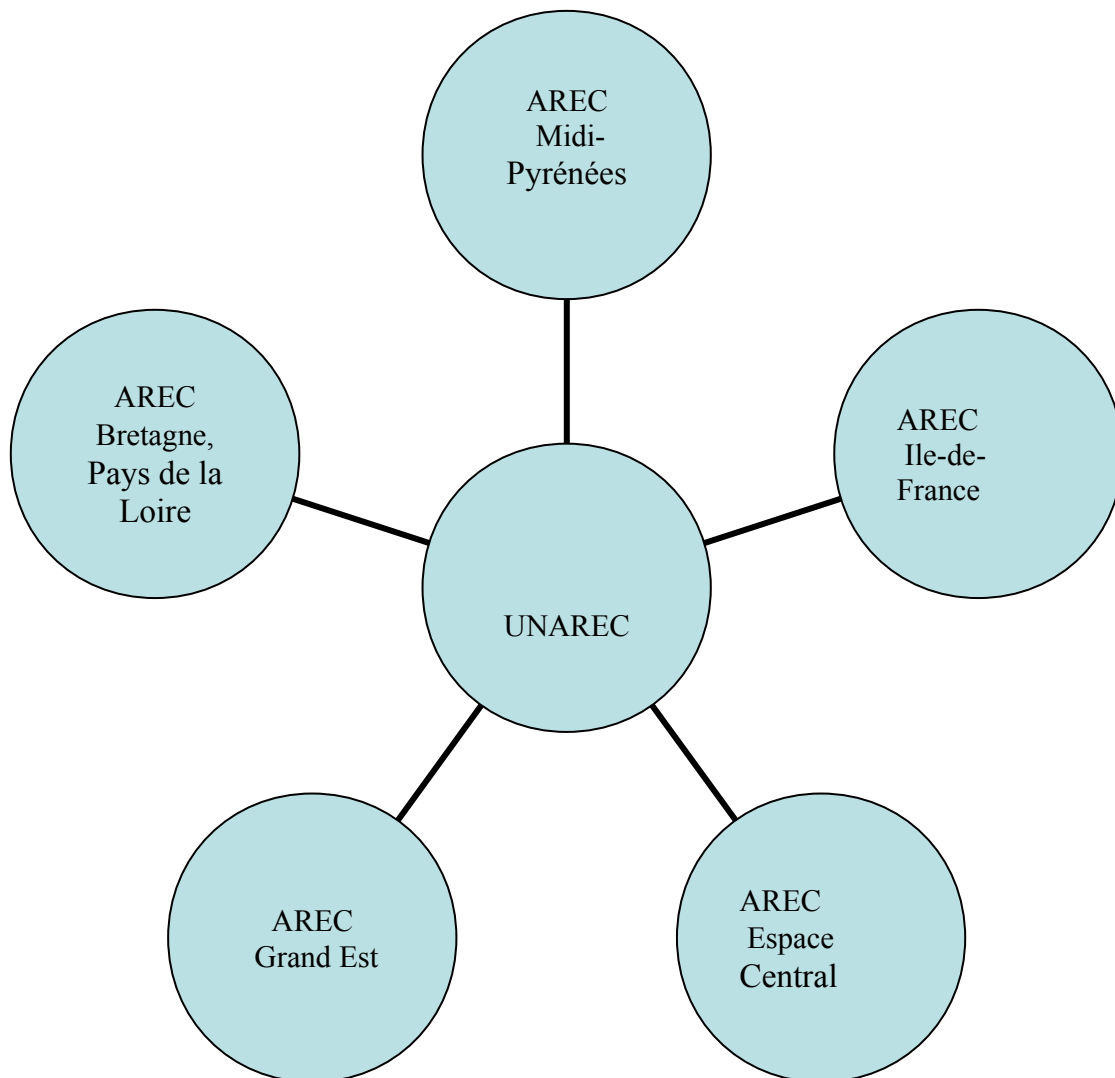 AREC
Midi-
Pyrénées
AREC
Bretagne,
Pays de la
Loire
AREC
Ile-de-
France
UNAREC
AREC
Grand Est
AREC
Espace
Central